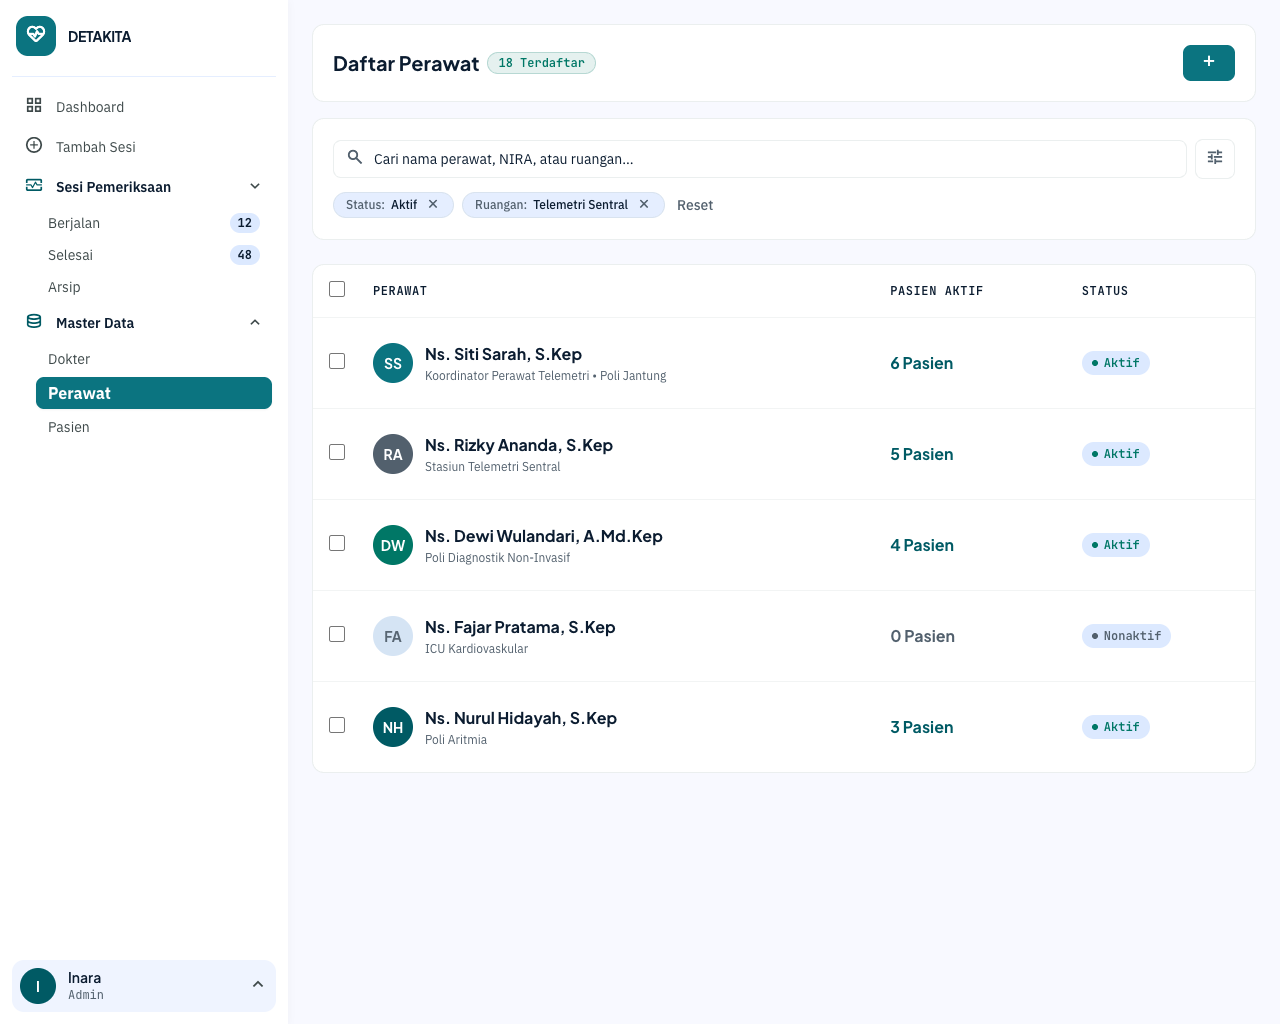 DETAKITA
Dashboard
Tambah Sesi
Sesi Pemeriksaan
Berjalan 12
Selesai 48
Arsip
Master Data
Dokter
Perawat
Pasien
Inara
I
Admin
Daftar Perawat 18 Terdaftar +
Cari nama perawat, NIRA, atau ruangan...
Status: Aktif ✕ Ruangan: Telemetri Sentral ✕ Reset
PERAWAT PASIEN AKTIF STATUS
SS Ns. Siti Sarah, S.Kep 6 Pasien • Aktif
Koordinator Perawat Telemetri • Poli Jantung
RA Ns. Rizky Ananda, S.Kep 5 Pasien • Aktif
Stasiun Telemetri Sentral
DW Ns. Dewi Wulandari, A.Md.Kep 4 Pasien • Aktif
Poli Diagnostik Non-Invasif
FA Ns. Fajar Pratama, S.Kep 0 Pasien • Nonaktif
ICU Kardiovaskular
NH Ns. Nurul Hidayah, S.Kep 3 Pasien • Aktif
Poli Aritmia